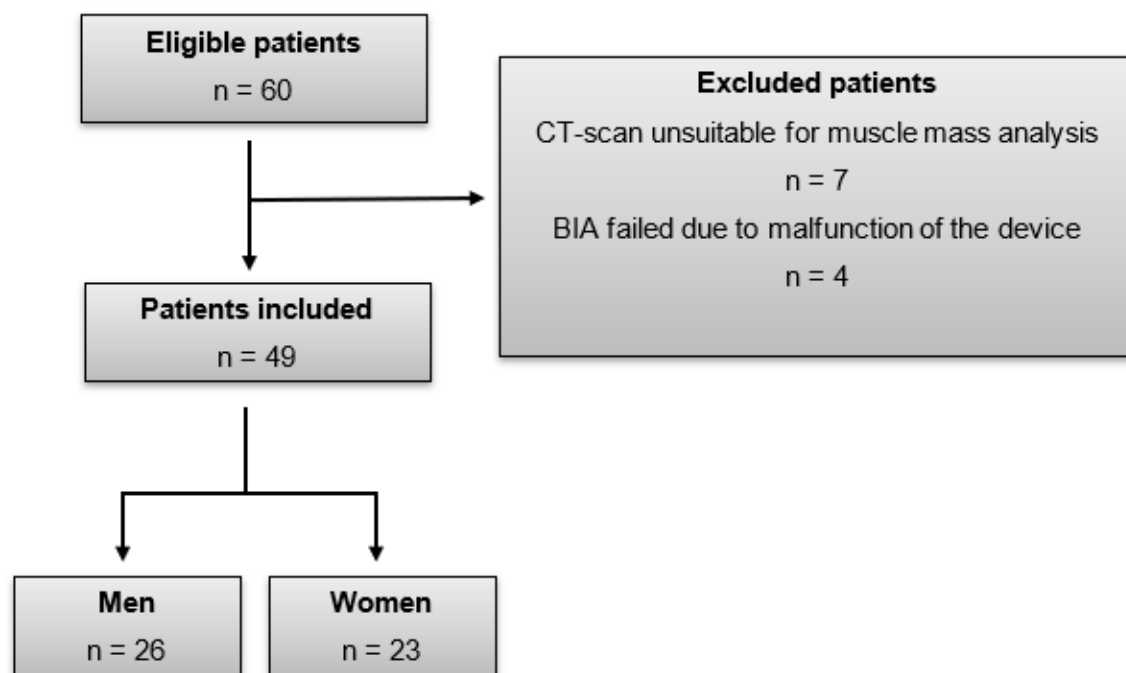 Eligible patients
n = 60
Excluded patients
CT-scan unsuitable for muscle mass analysis
n = 7
BIA failed due to malfunction of the device
n = 4
Patients included
n = 49
Men
n = 26
Women
n = 23